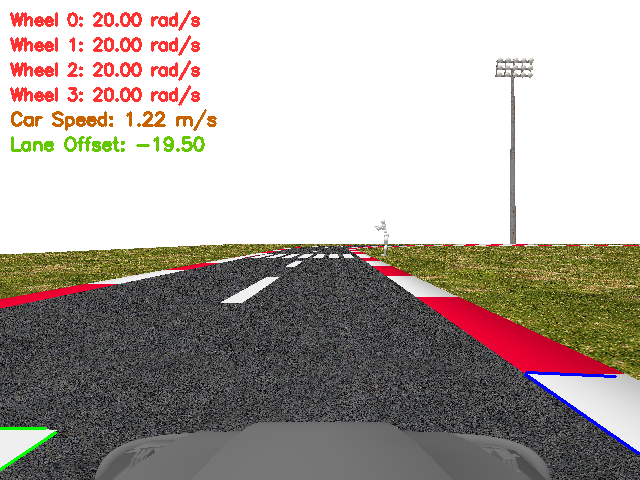 Wheel 0: 20.00 rad/s
Wheel 1: 20.00 rad/s
Wheel 2: 20.00 rad/s
Wheel 3: 20.00 rad/s
Car Speed: 1.22 m/s
Lane Offset: -19.50